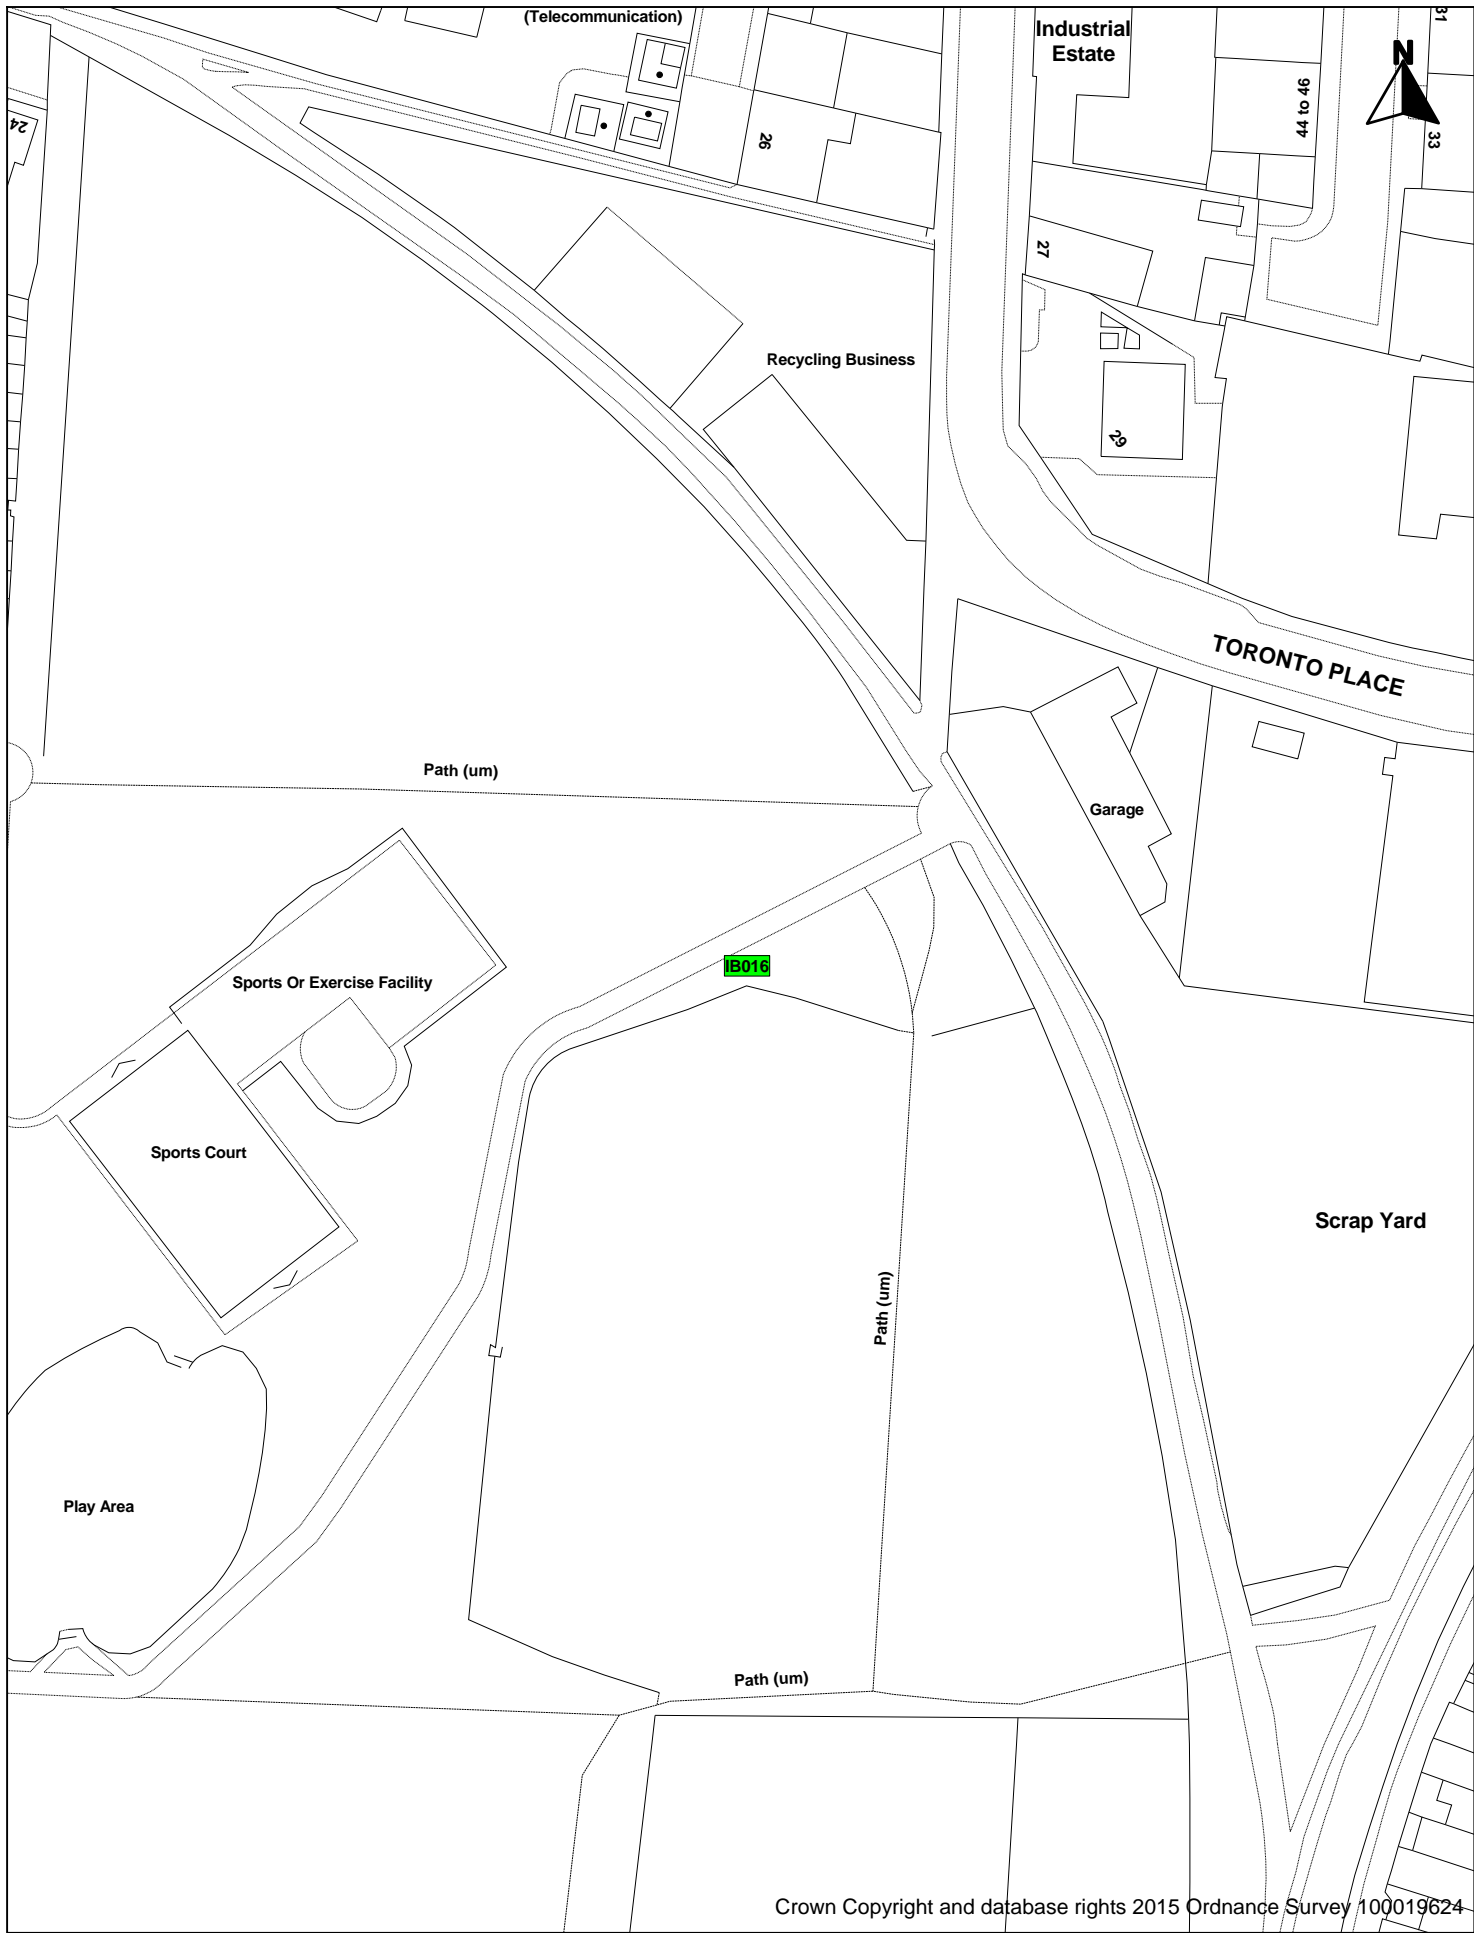 (Telecommunication)
Industrial
Estate
31
N
24
26
44 to 46
33
27
Recycling Business
29
TORONTO PLACE
Path (um)
Garage
IB016
Sports Or Exercise Facility
Sports Court
Scrap Yard
Path (um)
Play Area
Path (um)
Crown Copyright and database rights 2015 Ordnance Survey 100019624